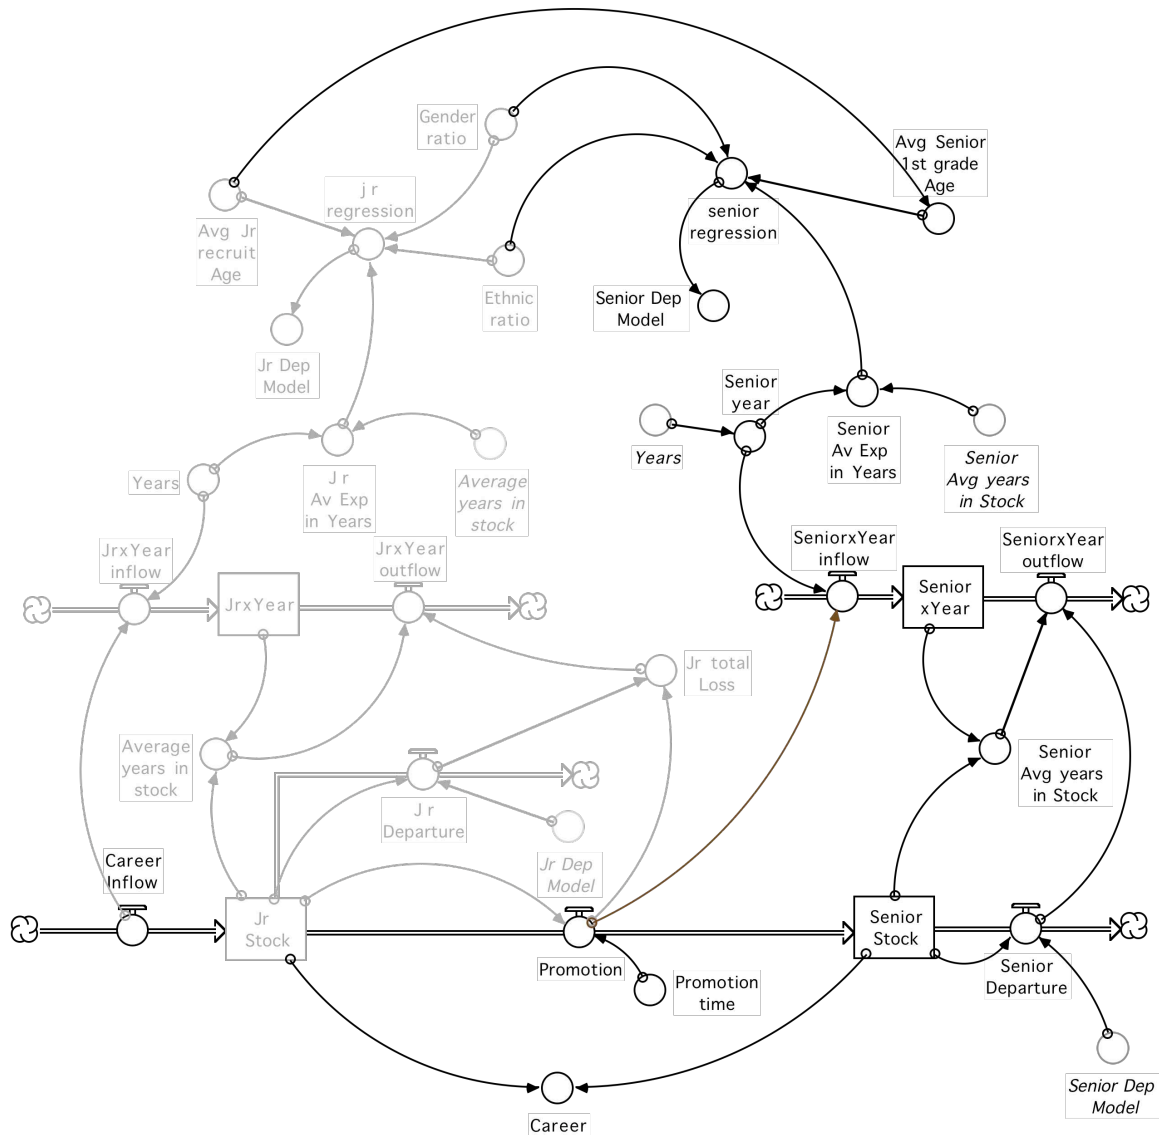 Gender
ratio
Avg Senior
1st grade
Age
jr
regression
senior
regression
Avg Jr
recruit
Age
Ethnic
ratio
Senior Dep
Model
Jr Dep
Model
Senior
year
Senior
Av Exp
in Years
Years
Senior
Avg years
in Stock
Years
Jr
Av Exp
in Years
Average
years in
stock
JrxYear
inflow
JrxYear
outflow
SeniorxYear
inflow
SeniorxYear
outflow
JrxYear
Senior
xYear
Jr total
Loss
Average
years in
stock
Senior
Avg years
in Stock
Jr
Departure
Jr Dep
Model
Career
Inflow
Jr
Stock
Senior
Stock
Promotion
Senior
Departure
Promotion
time
Senior Dep
Model
Career